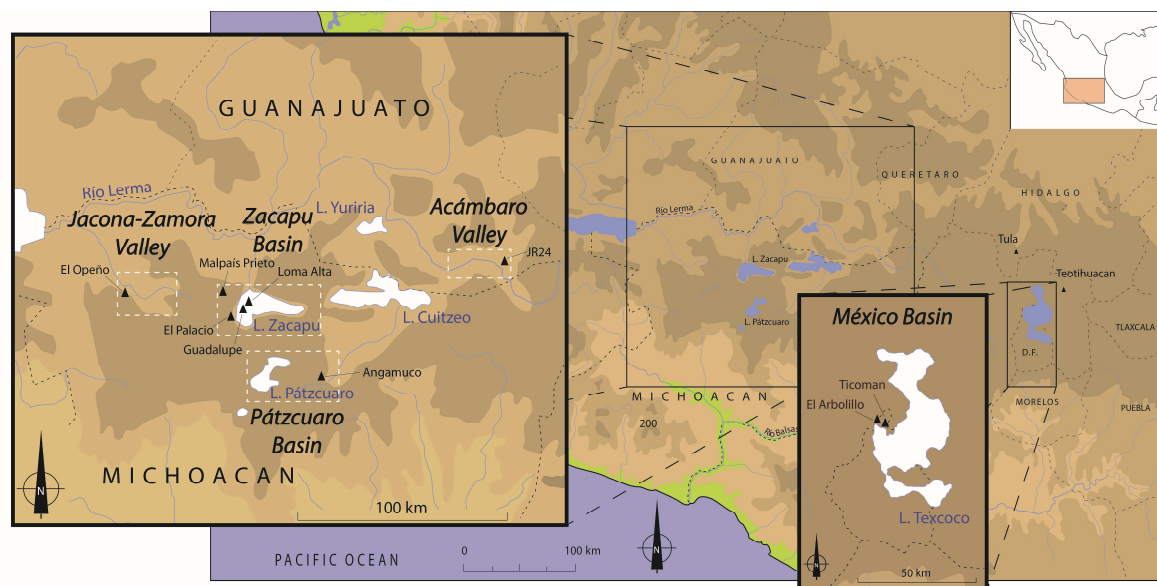 GUANAJUATO
Río Lerma
Jacona-Zamora
Valley
Zacapu
Basin
L. Yuriria
Acámbaro
Valley
JR24
El Opeño
Malpaís Prieto
Loma Alta
El Palacio
Guadalupe
L. Zacapu
L. Cuitzeo
Angamuco
L. Pátzcuaro
Pátzcuaro
Basin
MICHOACAN
N
100 km
GUANAJUATO
QUERETARO
HIDALGO
Río Lerma
Tula
L. Zacapu
Teotihuacan
L. Pátzcuaro
TLAXCALA
D.F.
MICHOACAN
MORELOS
PUEBLA
200
Río Balsas
México Basin
Ticoman
El Arbolillo
L. Texcoco
N
50 km
PACIFIC OCEAN
0
100 km
N